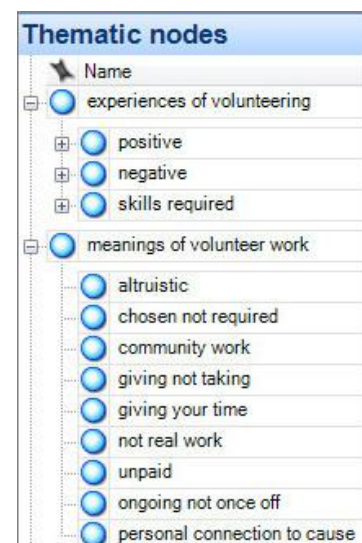 Thematic nodes
Name
experiences of volunteering
positive
negative
skills required
meanings of volunteer work
altruistic
chosen not required
community work
giving not taking
giving your time
not real work
unpaid
ongoing not once off
personal connection to cause